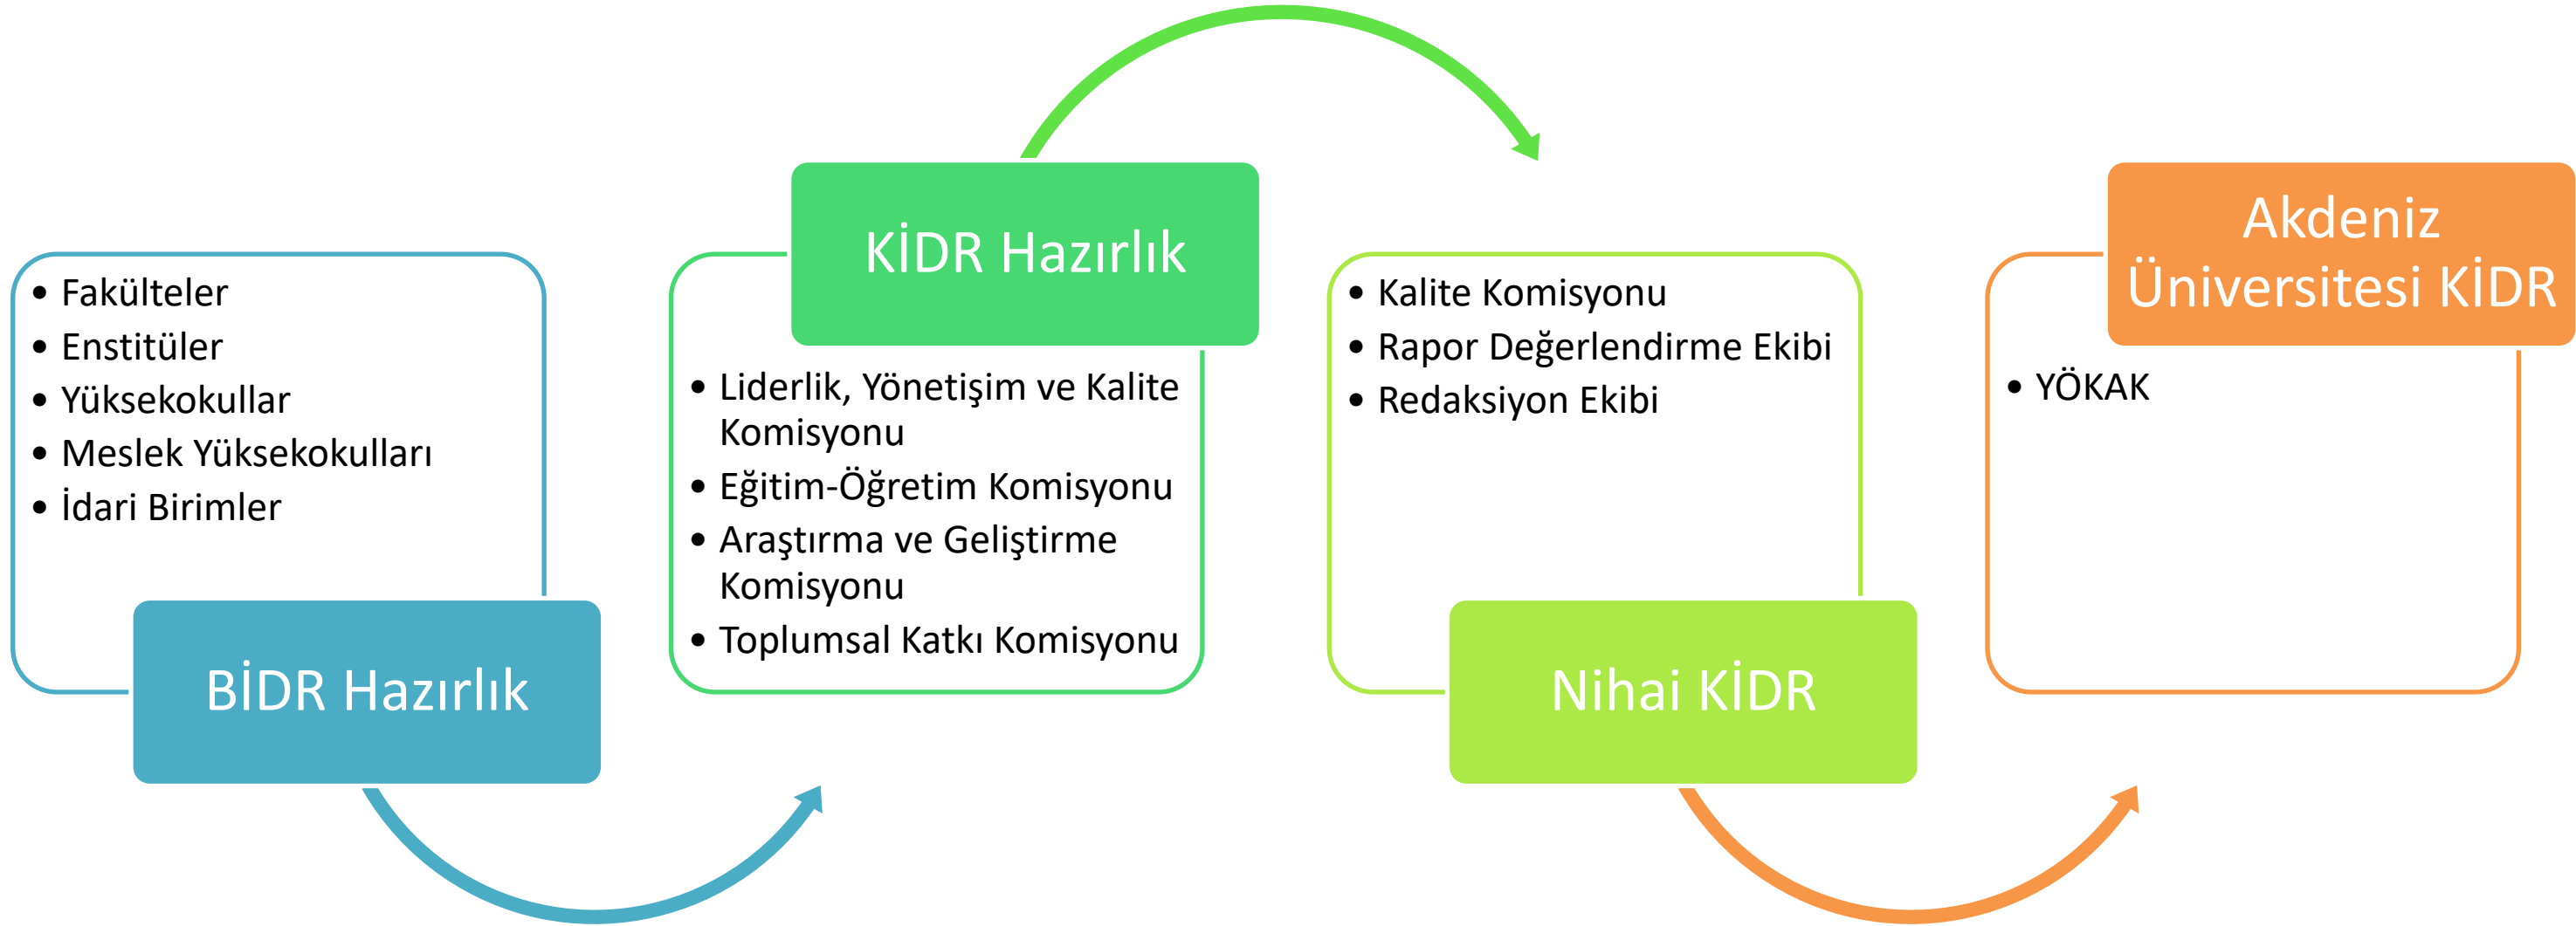 • Fakülteler
• Enstitüler
• Yüksekokullar
• Meslek Yüksekokulları
• İdari Birimler
BİDR Hazırlık
KİDR Hazırlık
• Liderlik, Yönetişim ve Kalite
Komisyonu
• Eğitim-Öğretim Komisyonu
• Araştırma ve Geliştirme
Komisyonu
• Toplumsal Katkı Komisyonu
• Kalite Komisyonu
• Rapor Değerlendirme Ekibi
• Redaksiyon Ekibi
Nihai KİDR
Akdeniz
Üniversitesi KİDR
• YÖKAK